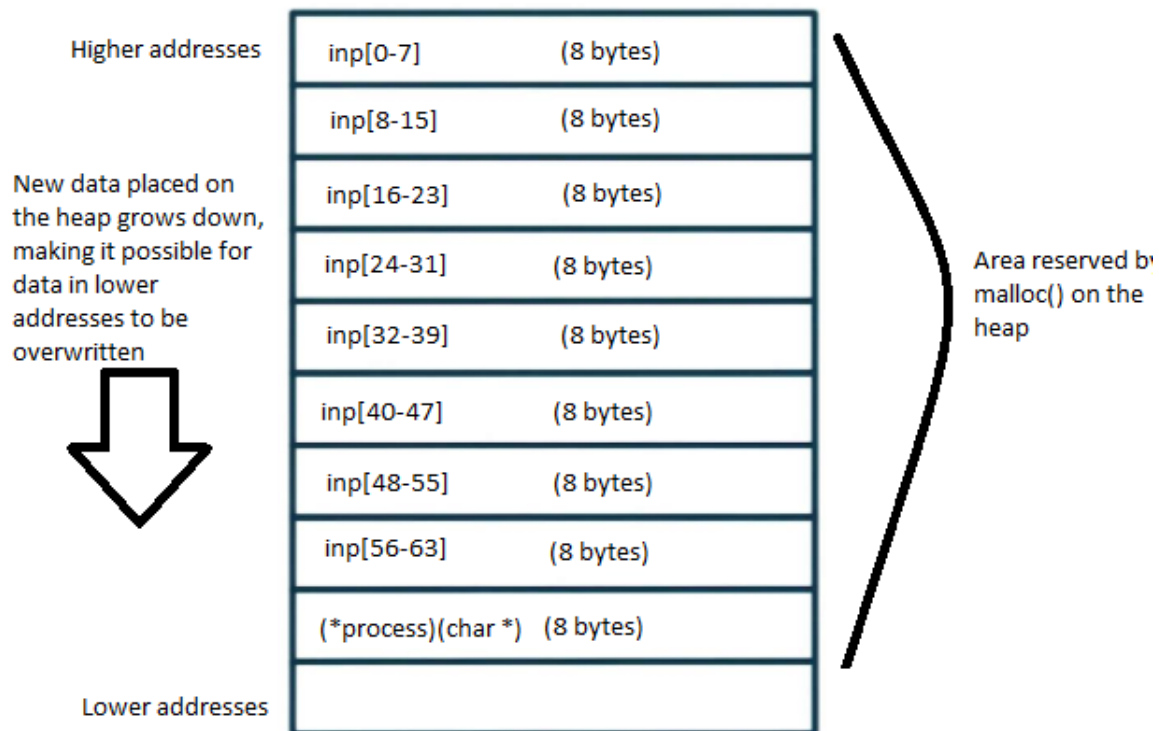 Higher addresses
inp[0-7] (8 bytes)
inp[8-15] (8 bytes)
New data placed on
the heap grows down,
making it possible for
data in lower
addresses to be
overwritten
inp[16-23] (8 bytes)
inp[24-31] (8 bytes)
inp[32-39] (8 bytes)
inp[40-47] (8 bytes)
inp[48-55] (8 bytes)
inp[56-63] (8 bytes)
(*process)(char *) (8 bytes)
Lower addresses
Area reserved by
malloc() on the
heap